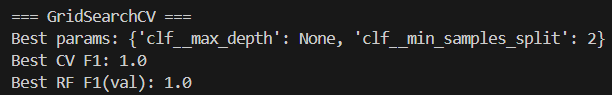 === GridSearchCV ===
Best params: {'clf__max_depth': None, 'clf__min_samples_split': 2}
Best CV F1: 1.0
Best RF F1(val): 1.0